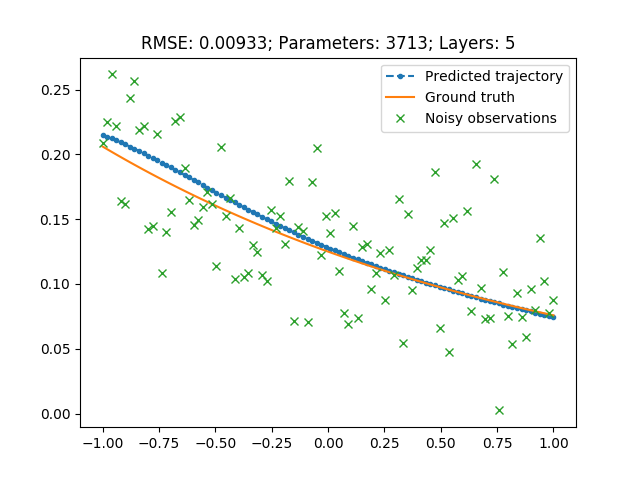 RMSE: 0.00933; Parameters: 3713; Layers: 5
Predicted trajectory
Ground truth
Noisy observations
0.25
0.20
0.15
0.10
0.05
0.00
−1.00 −0.75 −0.50 −0.25 0.00 0.25 0.50 0.75 1.00